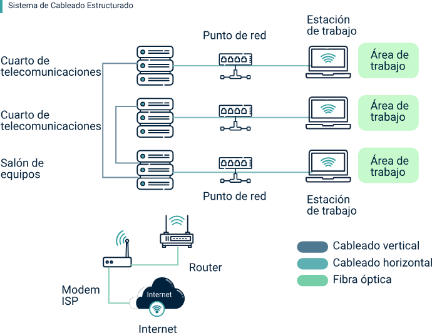 Sistema de Cableado Estructurado
Punto de red
Estación
de trabajo
Cuarto de
telecomunicaciones
Área de
trabajo
Cuarto de
telecomunicaciones
Área de
trabajo
Salón de
equipos
Área de
trabajo
Punto de red
Estación
de trabajo
Router
Modem
ISP
Internet
Internet
Cableado vertical
Cableado horizontal
Fibra óptica